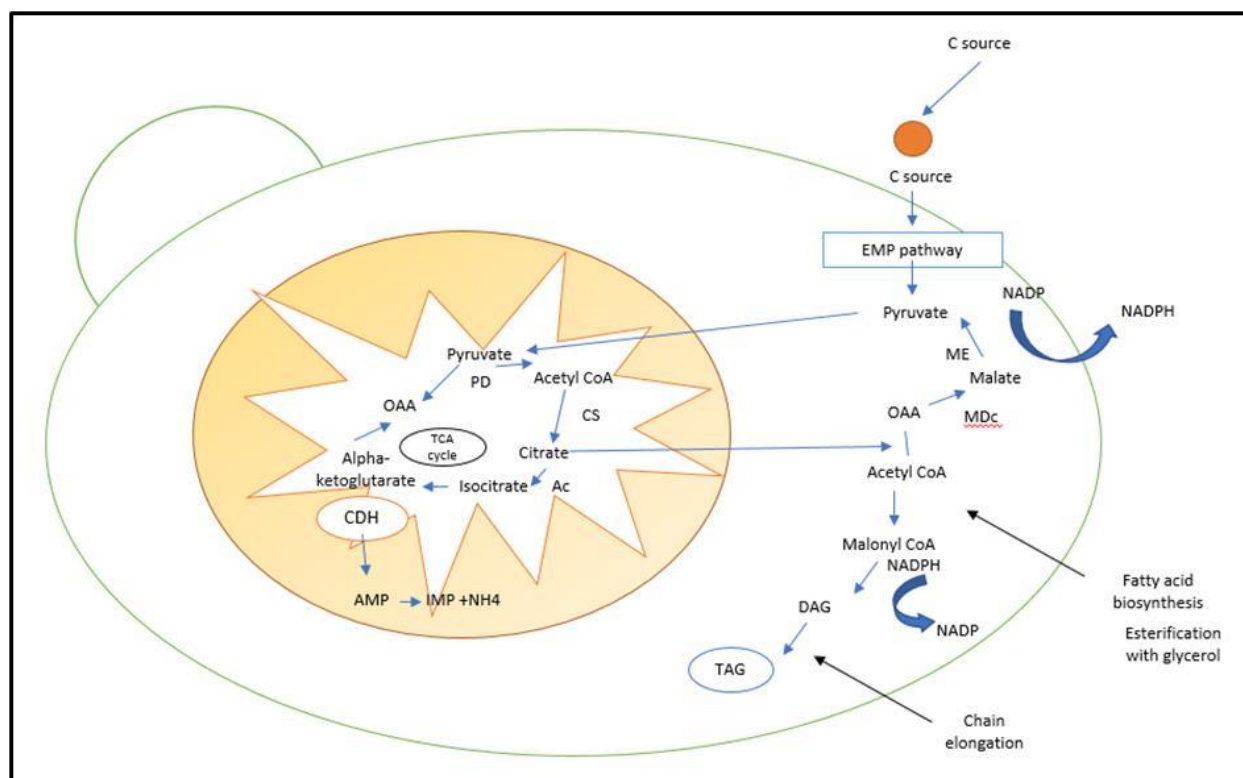 C source
C source
EMP pathway
NADP
NADPH
Pyruvate
ME
Malate
OAA
MDc
Acetyl CoA
Pyruvate
PD
Acetyl CoA
OAA
CS
TCA
cycle
Citrate
Alpha-
ketoglutarate
Isocitrate
Ac
CDH
AMP
IMP +NH4
Malonyl CoA
NADPH
DAG
NADP
TAG
Fatty acid
biosynthesis
Esterification
with glycerol
Chain
elongation